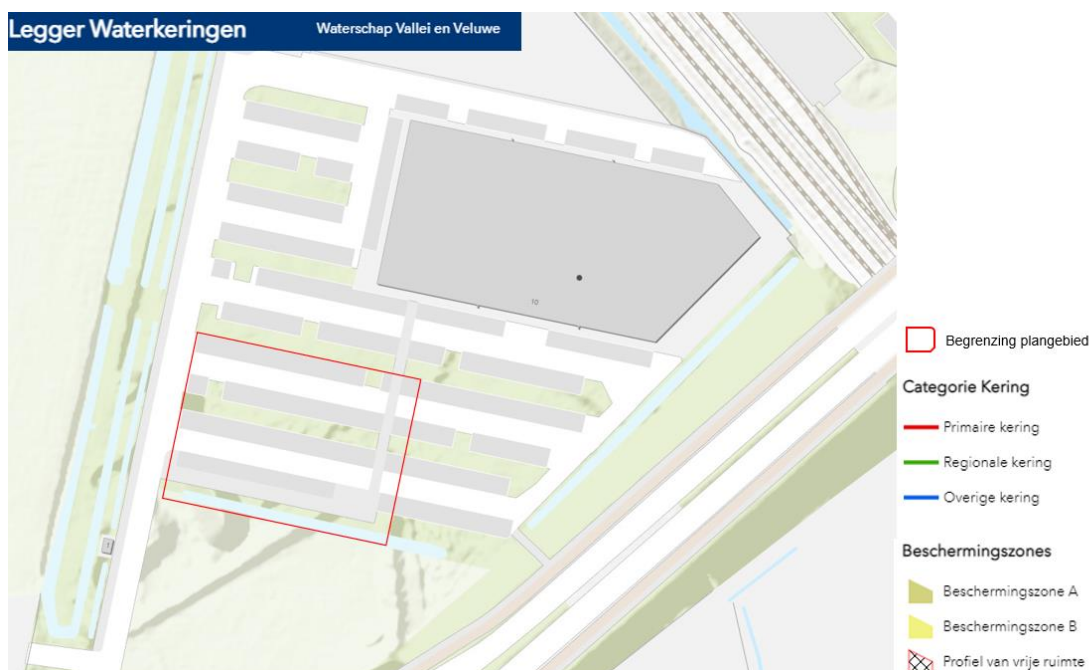 Legger Waterkeringen
Waterschap Vallei en Veluwe
10
1
Begrenzing plangebied
Categorie Kering
Primaire kering
Regionale kering
Overige kering
Beschermingszones
Beschermingszone A
Beschermingszone B
Profiel van vrije ruimte